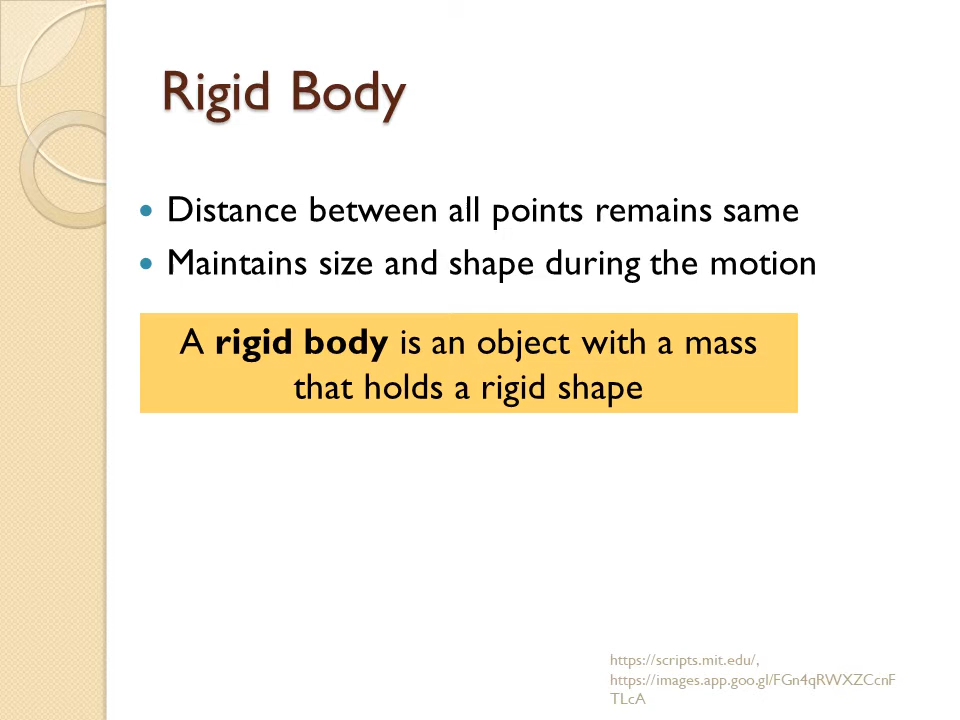 Rigid Body
• Distance between all points remains same
• Maintains size and shape during the motion
A rigid body is an object with a mass
that holds a rigid shape
https://scripts.mit.edu/,
https://images.app.goo.gl/FGn4qRWXZCcnF
TLcA